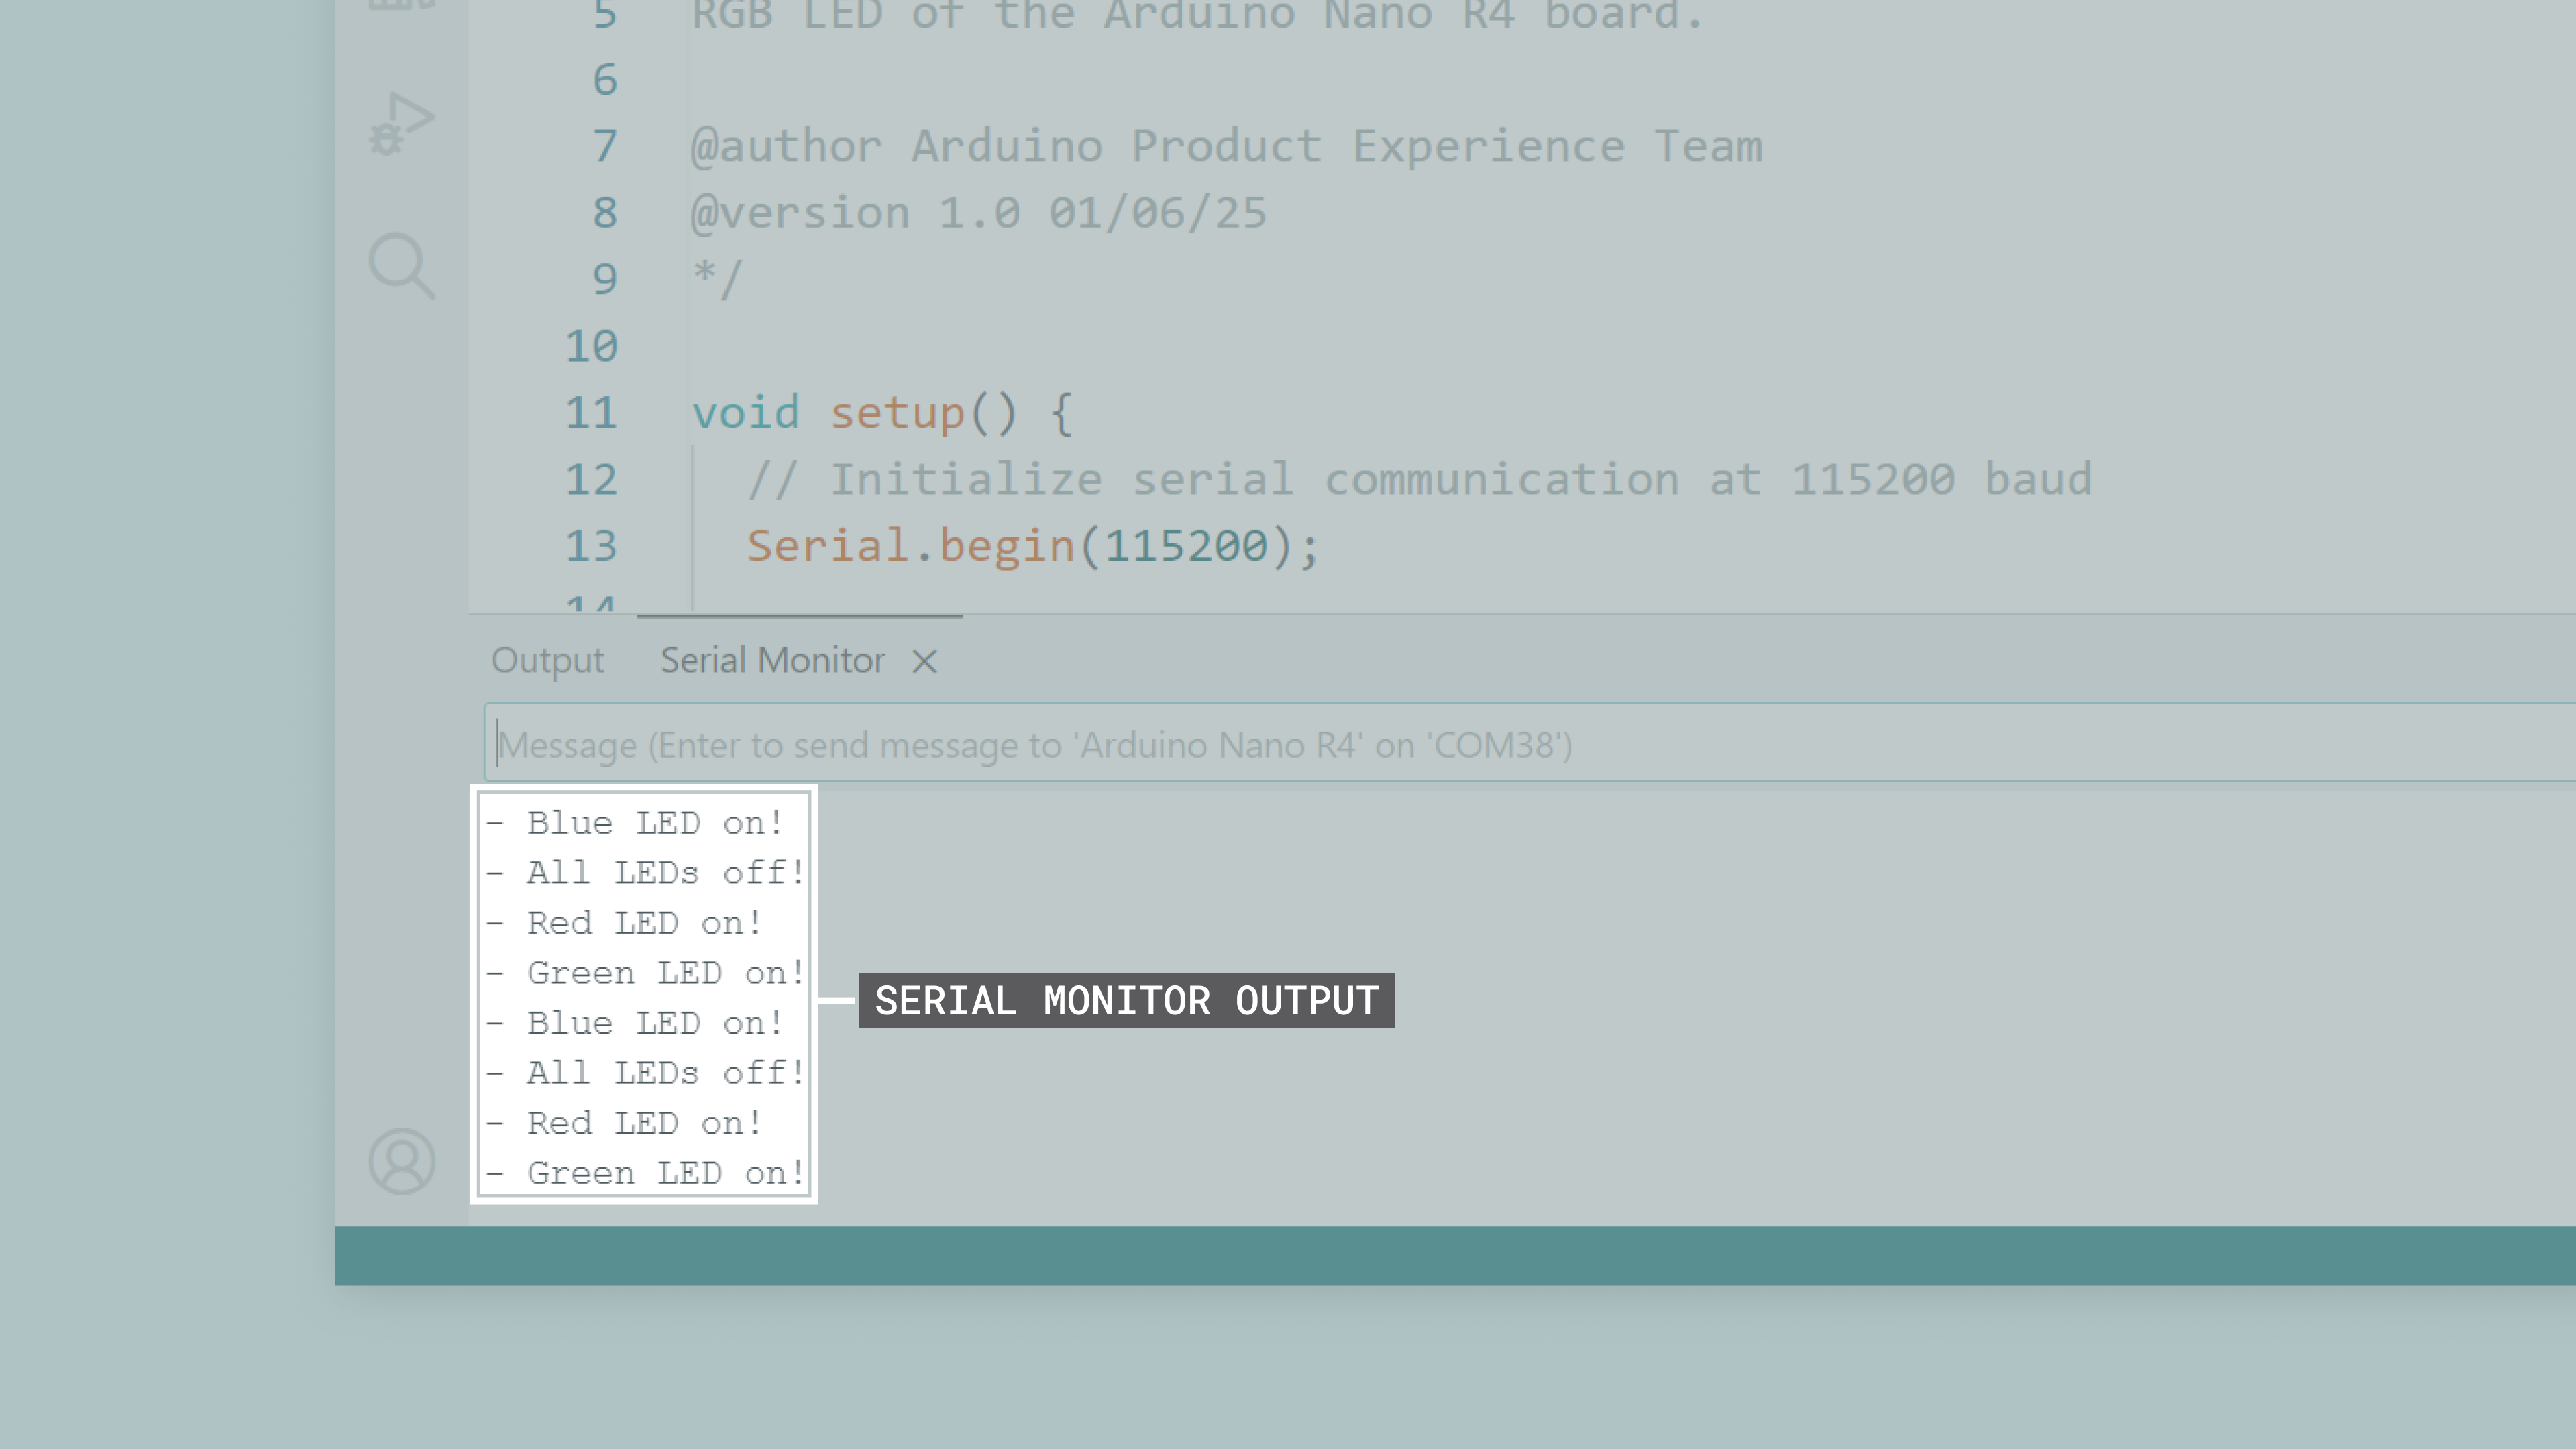 5 RGB LED of the Arduino Nano R4 board.
6
7 @author Arduino Product Experience Team
8 @version 1.0 01/06/25
9 */
10
11 void setup() {
12 // Initialize serial communication at 115200 baud
13 Serial.begin(115200);
14
Output Serial Monitor
Message (Enter to send message to 'Arduino Nano R4' on 'COM38')
- Blue LED on!
- All LEDs off!
- Red LED on!
- Green LED on!
- Blue LED on!
- All LEDs off!
- Red LED on!
- Green LED on!
SERIAL MONITOR OUTPUT